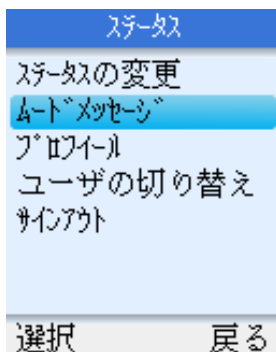 ｽﾃｰﾀｽ
ｽﾃｰﾀｽの変更
ﾑｰﾄﾞﾒｯｾｰｼﾞ
ﾌﾟﾛﾌｨｰﾙ
ユーザの切り替え
ｻｲﾝｱｳﾄ
選択 戻る